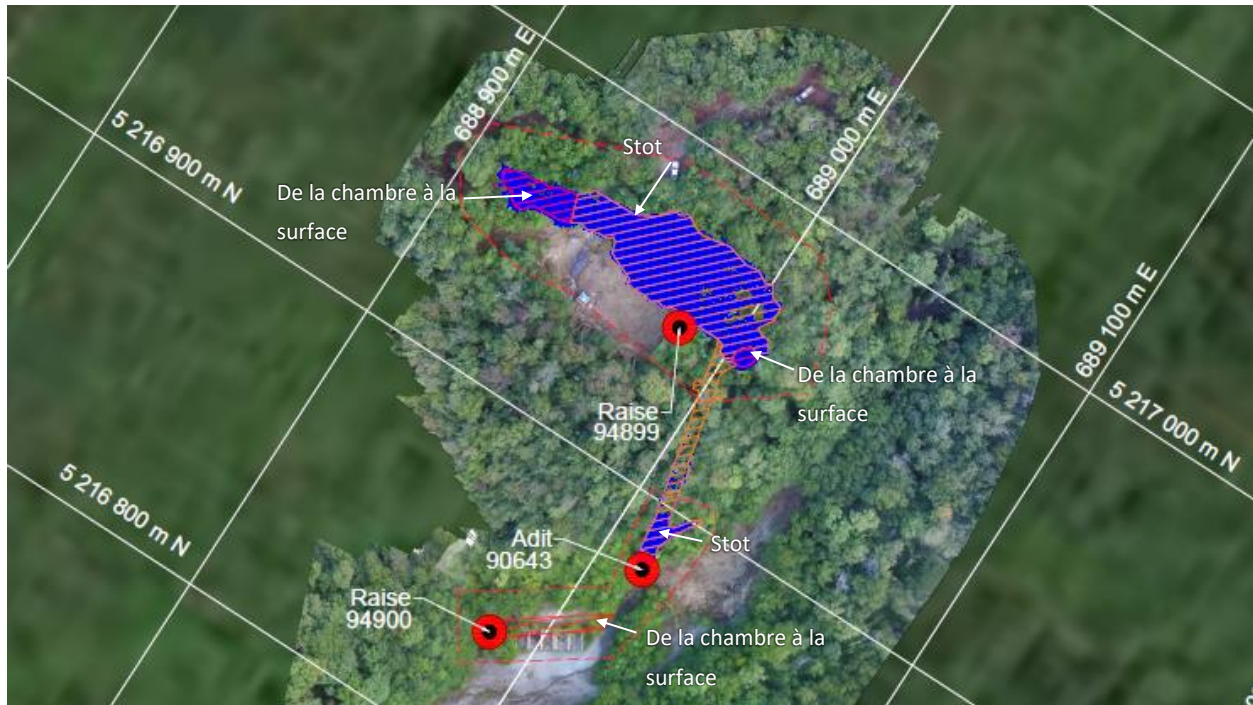 688 900 m E
689 000 m E
5 216 900 m N
Stot
De la chambre à la
surface
689 100 m E
De la chambre à la
surface
5 217 000 m N
Raise
94899
5 216 800 m N
Adit
90643
Stot
Raise
94900
De la chambre à la
surface